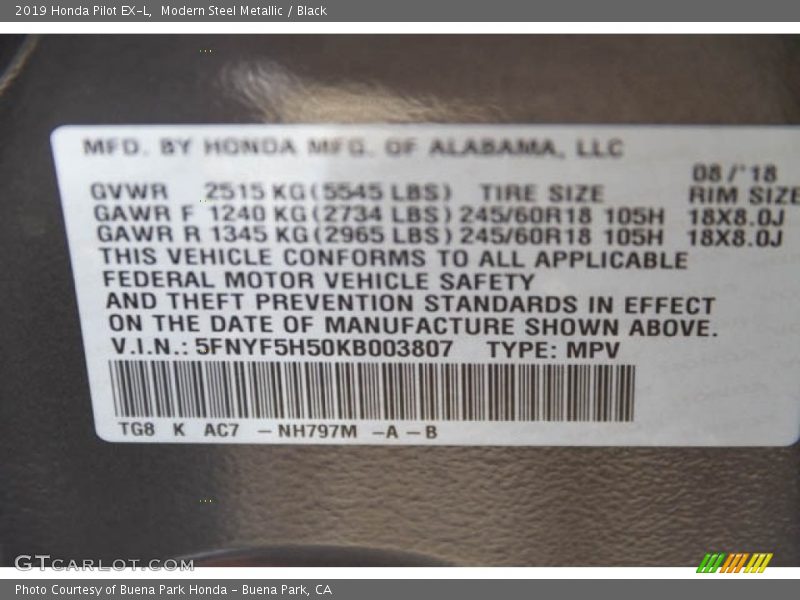 2019 Honda Pilot EX-L,  Modern Steel Metallic / Black
MFD. BY HONDA MFG. OF ALABAMA, LLC
08/'18
GVWR 2515 KG (5545 LBS) TIRE SIZE RIM SIZE
GAWR F 1240 KG (2734 LBS) 245/60R18 105H 18X8.0J
GAWR R 1345 KG (2965 LBS) 245/60R18 105H 18X8.0J
THIS VEHICLE CONFORMS TO ALL APPLICABLE
FEDERAL MOTOR VEHICLE SAFETY
AND THEFT PREVENTION STANDARDS IN EFFECT
ON THE DATE OF MANUFACTURE SHOWN ABOVE.
V.I.N.: 5FNYF5H50KB003807 TYPE: MPV
TG8 K AC7 -NH797M -A-B
GTCARLOT.COM
Photo Courtesy of Buena Park Honda - Buena Park, CA